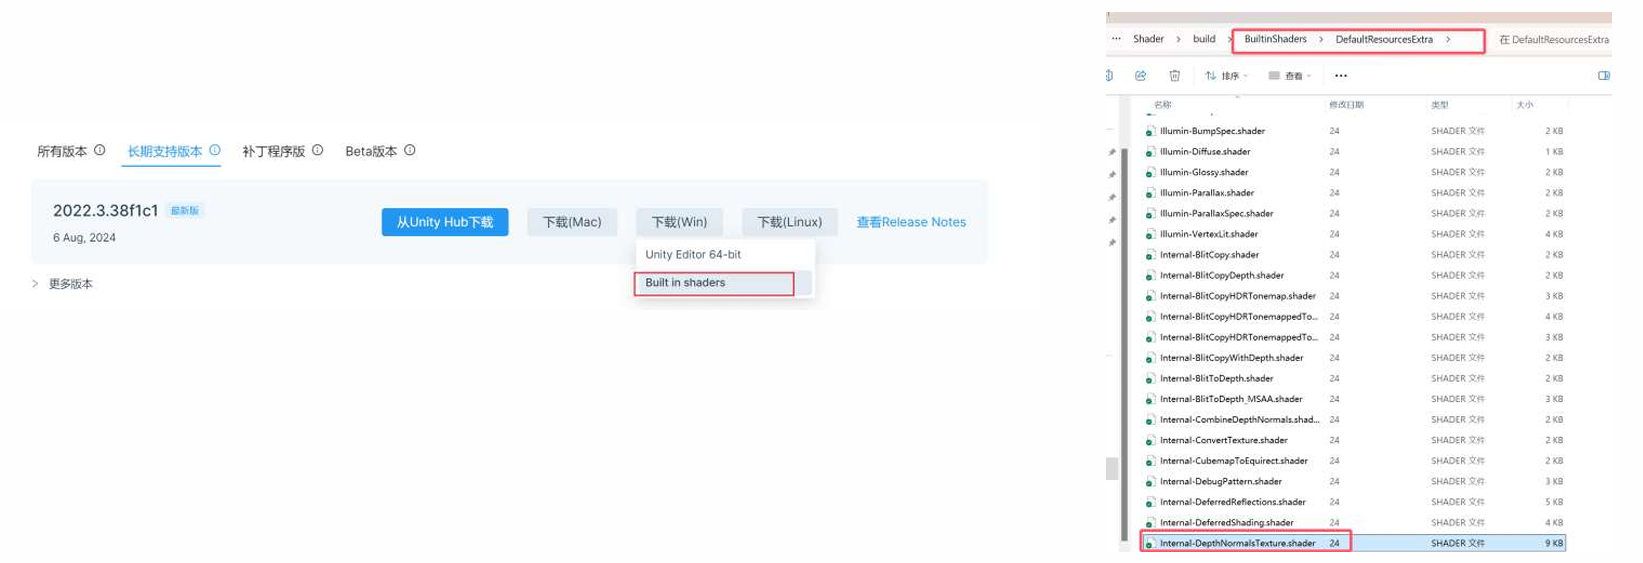 所有版本 长期支持版本 补丁程序版 Beta版本
2022.3.38f1c1 最新版
6 Aug, 2024
从Unity Hub下载 下载(Mac) 下载(Win) 下载(Linux) 查看Release Notes
Unity Editor 64-bit
Built in shaders
> 更多版本
... Shader > build > BuiltinShaders > DefaultResourcesExtra > 在 DefaultResourcesExtra
排序 查看 ...
名称 修改日期 类型 大小
Illumin-BumpSpec.shader 24 SHADER 文件 2 KB
Illumin-Diffuse.shader 24 SHADER 文件 1 KB
Illumin-Glossy.shader 24 SHADER 文件 2 KB
Illumin-Parallax.shader 24 SHADER 文件 2 KB
Illumin-ParallaxSpec.shader 24 SHADER 文件 2 KB
Illumin-VertexLit.shader 24 SHADER 文件 4 KB
Internal-BlitCopy.shader 24 SHADER 文件 2 KB
Internal-BlitCopyDepth.shader 24 SHADER 文件 2 KB
Internal-BlitCopyHDRTonemap.shader 24 SHADER 文件 3 KB
Internal-BlitCopyHDRTonemappedTo... 24 SHADER 文件 4 KB
Internal-BlitCopyHDRTonemappedTo... 24 SHADER 文件 3 KB
Internal-BlitCopyWithDepth.shader 24 SHADER 文件 2 KB
Internal-BlitToDepth.shader 24 SHADER 文件 2 KB
Internal-BlitToDepth_MSAA.shader 24 SHADER 文件 3 KB
Internal-CombineDepthNormals.shad... 24 SHADER 文件 2 KB
Internal-ConvertTexture.shader 24 SHADER 文件 2 KB
Internal-CubemapToEquirect.shader 24 SHADER 文件 2 KB
Internal-DebugPattern.shader 24 SHADER 文件 3 KB
Internal-DeferredReflections.shader 24 SHADER 文件 5 KB
Internal-DeferredShading.shader 24 SHADER 文件 4 KB
Internal-DepthNormalsTexture.shader 24 SHADER 文件 9 KB